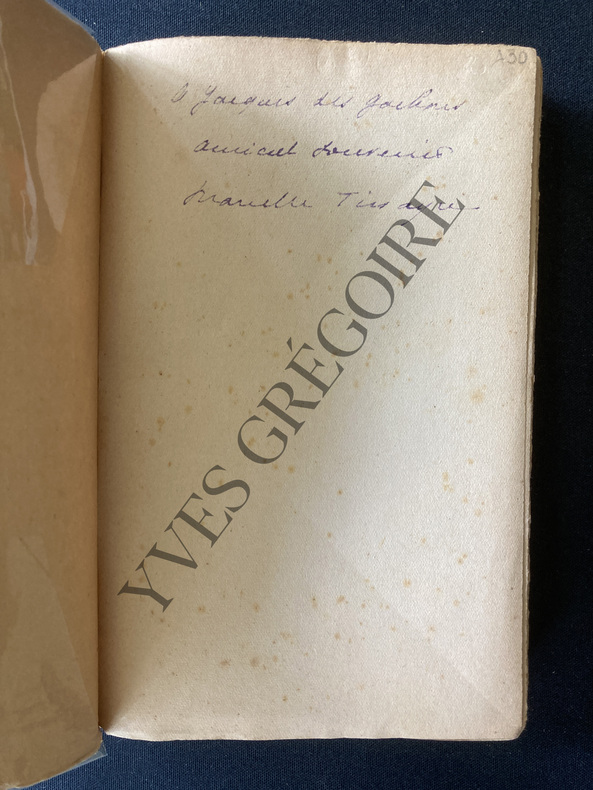 130
A Jacques des Gachons
amical souvenir
Marcelle Tinayre
YVES GRÉGOIRE